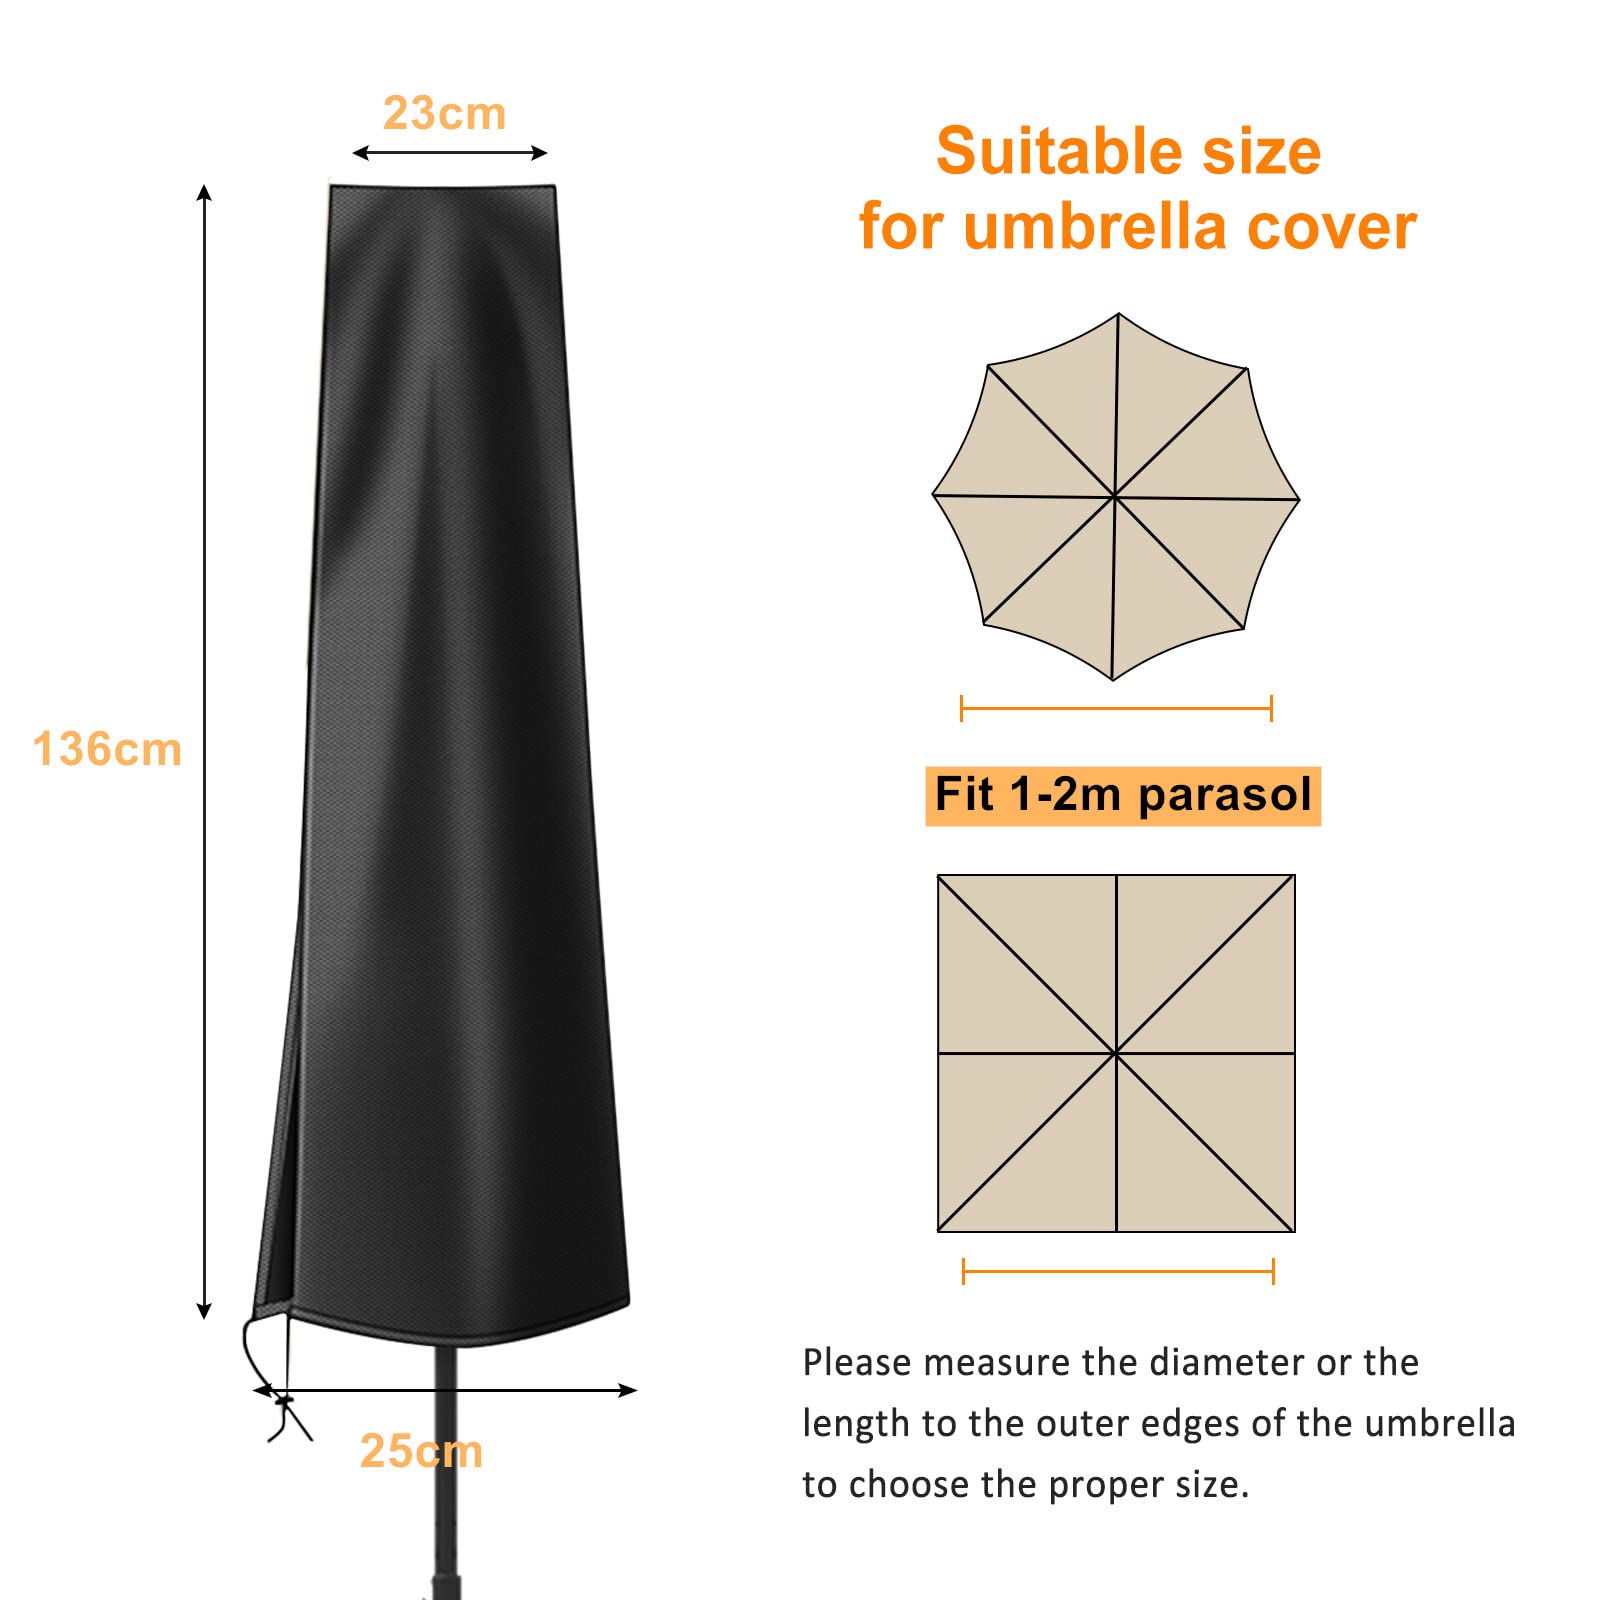 23cm
136cm
25cm
Suitable size
for umbrella cover
Fit 1-2m parasol
Please measure the diameter or the
length to the outer edges of the umbrella
to choose the proper size.